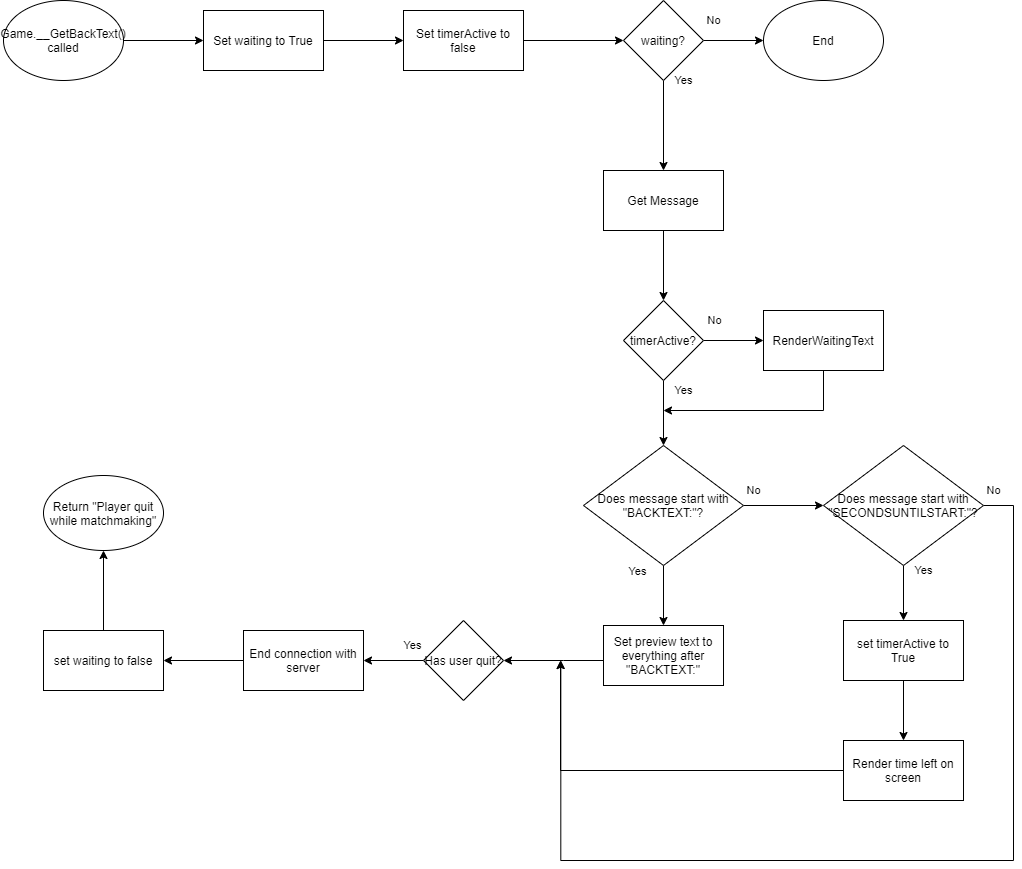 Game.__GetBackText()
called
Set waiting to True
Set timerActive to
false
waiting?
No
End
Yes
Get Message
timerActive?
No
RenderWaitingText
Yes
Does message start with
"BACKTEXT:"?
No
Does message start with
"SECONDSUNTILSTART:"?
No
Return "Player quit
while matchmaking"
Yes
Yes
set waiting to false
End connection with
server
Yes
Has user quit?
Set preview text to
everything after
"BACKTEXT:"
set timerActive to
True
Render time left on
screen